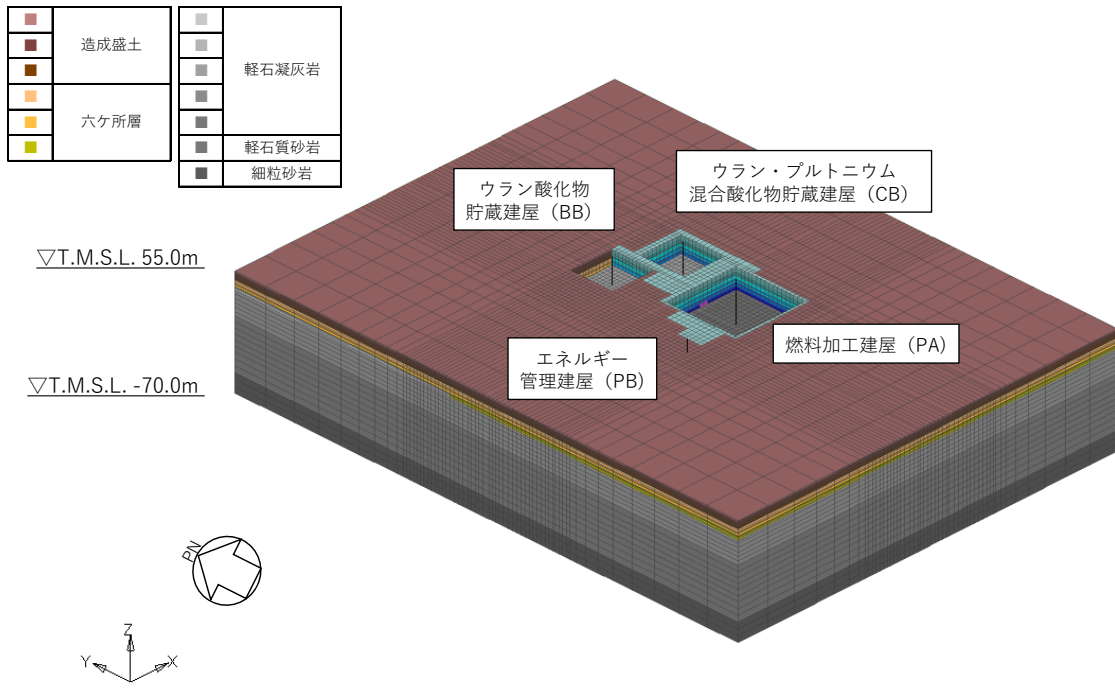 造成盛土
六ケ所層
軽石凝灰岩
軽石質砂岩
細粒砂岩
ウラン酸化物
貯蔵建屋（BB）
ウラン・プルトニウム
混合酸化物貯蔵建屋（CB）
▽T.M.S.L. 55.0m
エネルギー
管理建屋（PB）
燃料加工建屋（PA）
▽T.M.S.L. -70.0m
PN
Z
Y
X